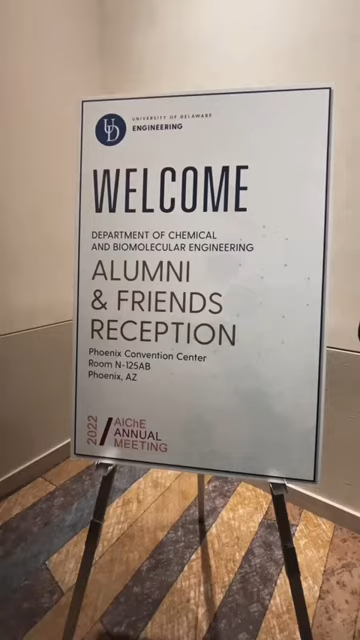 UD
UNIVERSITY OF DELAWARE
ENGINEERING
WELCOME
DEPARTMENT OF CHEMICAL
AND BIOMOLECULAR ENGINEERING
ALUMNI
& FRIENDS
RECEPTION
Phoenix Convention Center
Room N-125AB
Phoenix, AZ
2022
AIChE
ANNUAL
MEETING